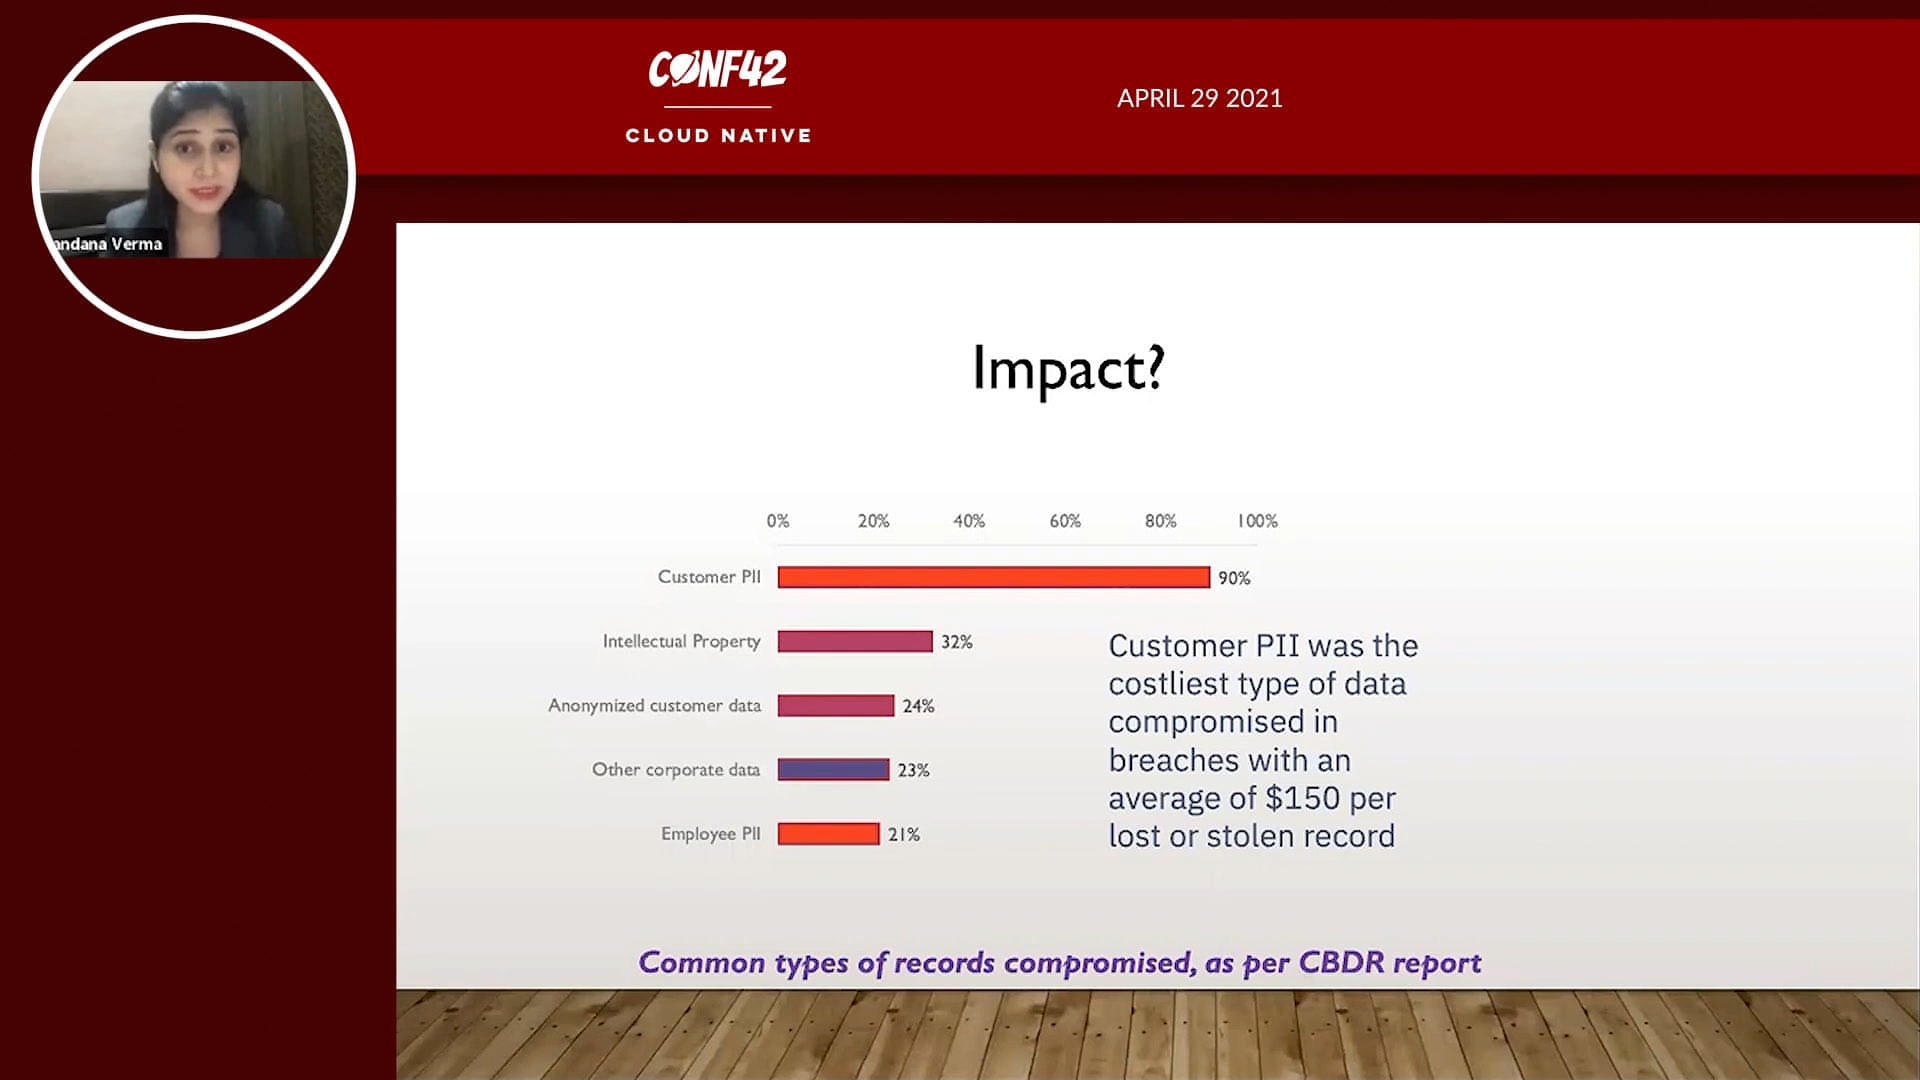 CONF42
CLOUD NATIVE
APRIL 29 2021
andana Verma
Impact?
0% 20% 40% 60% 80% 100%
Customer PII 90%
Intellectual Property 32%
Anonymized customer data 24%
Other corporate data 23%
Employee PII 21%
Customer PII was the
costliest type of data
compromised in
breaches with an
average of $150 per
lost or stolen record
Common types of records compromised, as per CBDR report